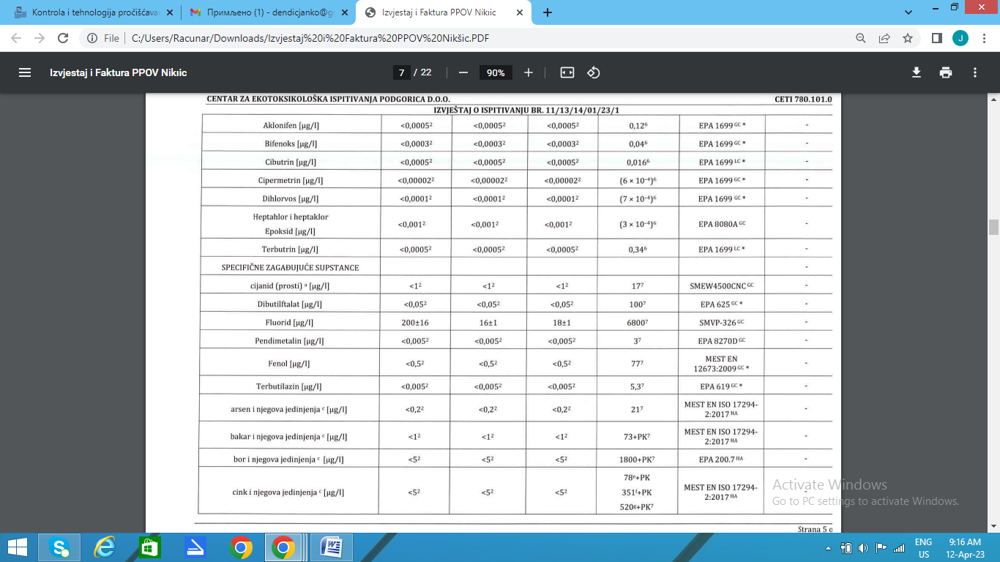 Kontrola i tehnologija pročišćava
Примљено (1) - dendicjanko@g
Izvjestaj i Faktura PPOV Nikšic
File C:/Users/Racunar/Downloads/Izvjestaj%20i%20Faktura%20PPOV%20Nikšic.PDF
J
Izvjestaj i Faktura PPOV Nikšic 7 / 22 90%
CENTAR ZA EKOTOKSIKOLOŠKA ISPITIVANJA PODGORICA D.O.O. CETI 780.101.0
IZVJEŠTAJ O ISPITIVANJU BR. 11/13/14/01/23/1
Aklonifen [µg/l] <0,0005² <0,0005² <0,0005² 0,12⁶ EPA 1699 ᴳᶜ * -
Bifenoks [µg/l] <0,0003² <0,0003² <0,0003² 0,04⁶ EPA 1699 ᴳᶜ * -
Cibutrin [µg/l] <0,0005² <0,0005² <0,0005² 0,016⁶ EPA 1699 ᴸᶜ * -
Cipermetrin [µg/l] <0,00002² <0,00002² <0,00002² (6 × 10⁻⁴)⁶ EPA 1699 ᴳᶜ * -
Dihlorvos [µg/l] <0,0001² <0,0001² <0,0001² (7 × 10⁻⁴)⁶ EPA 1699 ᴳᶜ * -
Heptahlor i heptaklor
Epoksid [µg/l] <0,001² <0,001² <0,001² (3 × 10⁻⁴)⁶ EPA 8080A ᴳᶜ -
Terbutrin [µg/l] <0,0005² <0,0005² <0,0005² 0,34⁶ EPA 1699 ᴸᶜ * -
SPECIFIČNE ZAGAĐUJUĆE SUPSTANCE -
cijanid (prosti) ᵃ [µg/l] <1² <1² <1² 17⁷ SMEW4500CNC ᴳᶜ -
Dibutilftalat [µg/l] <0,05² <0,05² <0,05² 100⁷ EPA 625 ᴳᶜ * -
Fluorid [µg/l] 200±16 16±1 18±1 6800⁷ SMVP-326 ᴳᶜ -
Pendimetalin [µg/l] <0,005² <0,005² <0,005² 3⁷ EPA 8270D ᴳᶜ -
Fenol [µg/l] <0,5² <0,5² <0,5² 77⁷ MEST EN
12673:2009 ᴳᶜ * -
Terbutilazin [µg/l] <0,005² <0,005² <0,005² 5,3⁷ EPA 619 ᴳᶜ * -
arsen i njegova jedinjenja ᶜ [µg/l] <0,2² <0,2² <0,2² 21⁷ MEST EN ISO 17294-
2:2017 ᴴᴬ -
bakar i njegova jedinjenja ᶜ [µg/l] <1² <1² <1² 73+PK⁷ MEST EN ISO 17294-
2:2017 ᴴᴬ -
bor i njegova jedinjenja ᶜ [µg/l] <5² <5² <5² 1800+PK⁷ EPA 200.7 ᴴᴬ -
cink i njegova jedinjenja ᶜ [µg/l] <5² <5² <5² 78ᵉ+PK
351ᶠ+PK
520ᵍ+PK⁷ MEST EN ISO 17294-
2:2017 ᴴᴬ
Strana 5 o
Activate Windows
Go to PC settings to activate Windows.
ENG
US
9:16 AM
12-Apr-23